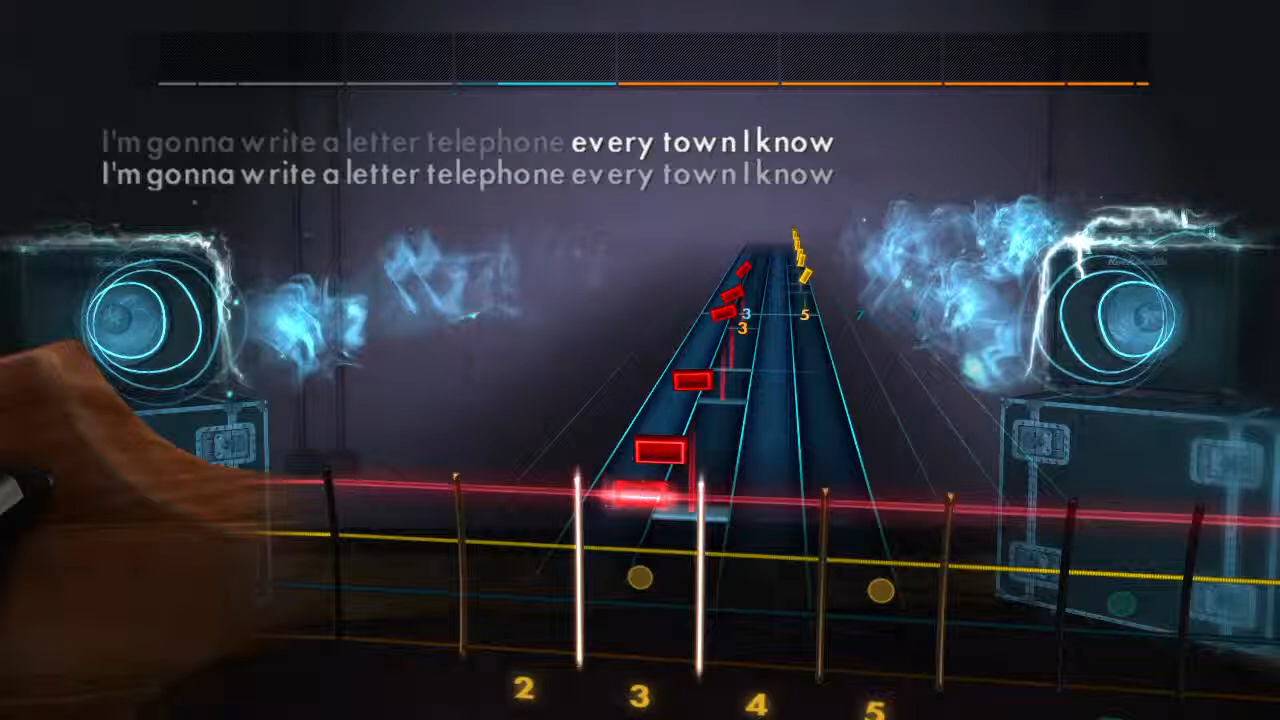 I'm gonna write a letter telephone every town I know
I'm gonna write a letter telephone every town I know
3
3 5 7
2 3 4 5